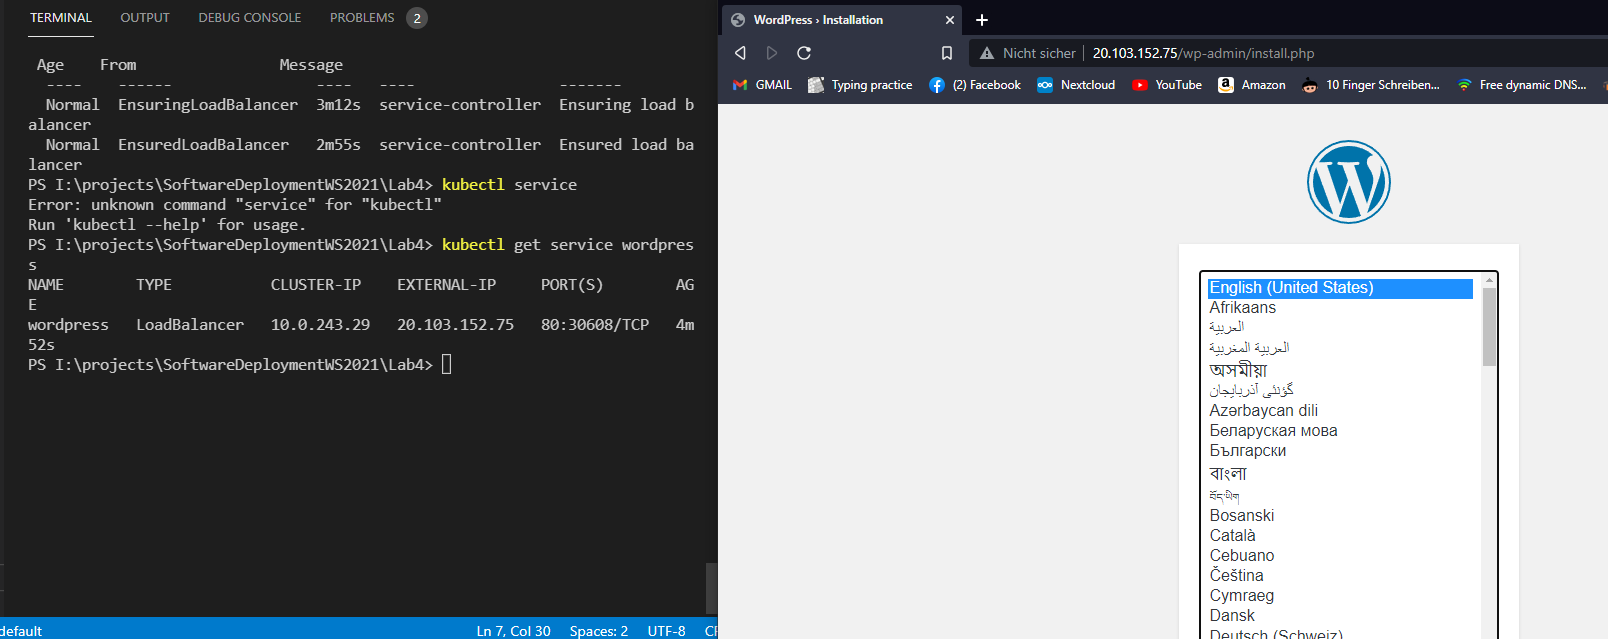 TERMINAL OUTPUT DEBUG CONSOLE PROBLEMS 2
Age From Message
---- ------ ---- ---- -------
Normal EnsuringLoadBalancer 3m12s service-controller Ensuring load b
alancer
Normal EnsuredLoadBalancer 2m55s service-controller Ensured load ba
lancer
PS I:\projects\SoftwareDeploymentWS2021\Lab4> kubectl service
Error: unknown command "service" for "kubectl"
Run 'kubectl --help' for usage.
PS I:\projects\SoftwareDeploymentWS2021\Lab4> kubectl get service wordpres
s
NAME TYPE CLUSTER-IP EXTERNAL-IP PORT(S) AG
E
wordpress LoadBalancer 10.0.243.29 20.103.152.75 80:30608/TCP 4m
52s
PS I:\projects\SoftwareDeploymentWS2021\Lab4>
default Ln 7, Col 30 Spaces: 2 UTF-8
WordPress › Installation
Nicht sicher 20.103.152.75/wp-admin/install.php
GMAIL Typing practice (2) Facebook Nextcloud YouTube Amazon 10 Finger Schreiben... Free dynamic DNS...
English (United States)
Afrikaans
العربية
العربية المغربية
অসমীয়া
گؤنئی آذربایجان
Azərbaycan dili
Беларуская мова
Български
বাংলা
བོད་ཡིག
Bosanski
Català
Cebuano
Čeština
Cymraeg
Dansk
Deutsch (Schweiz)